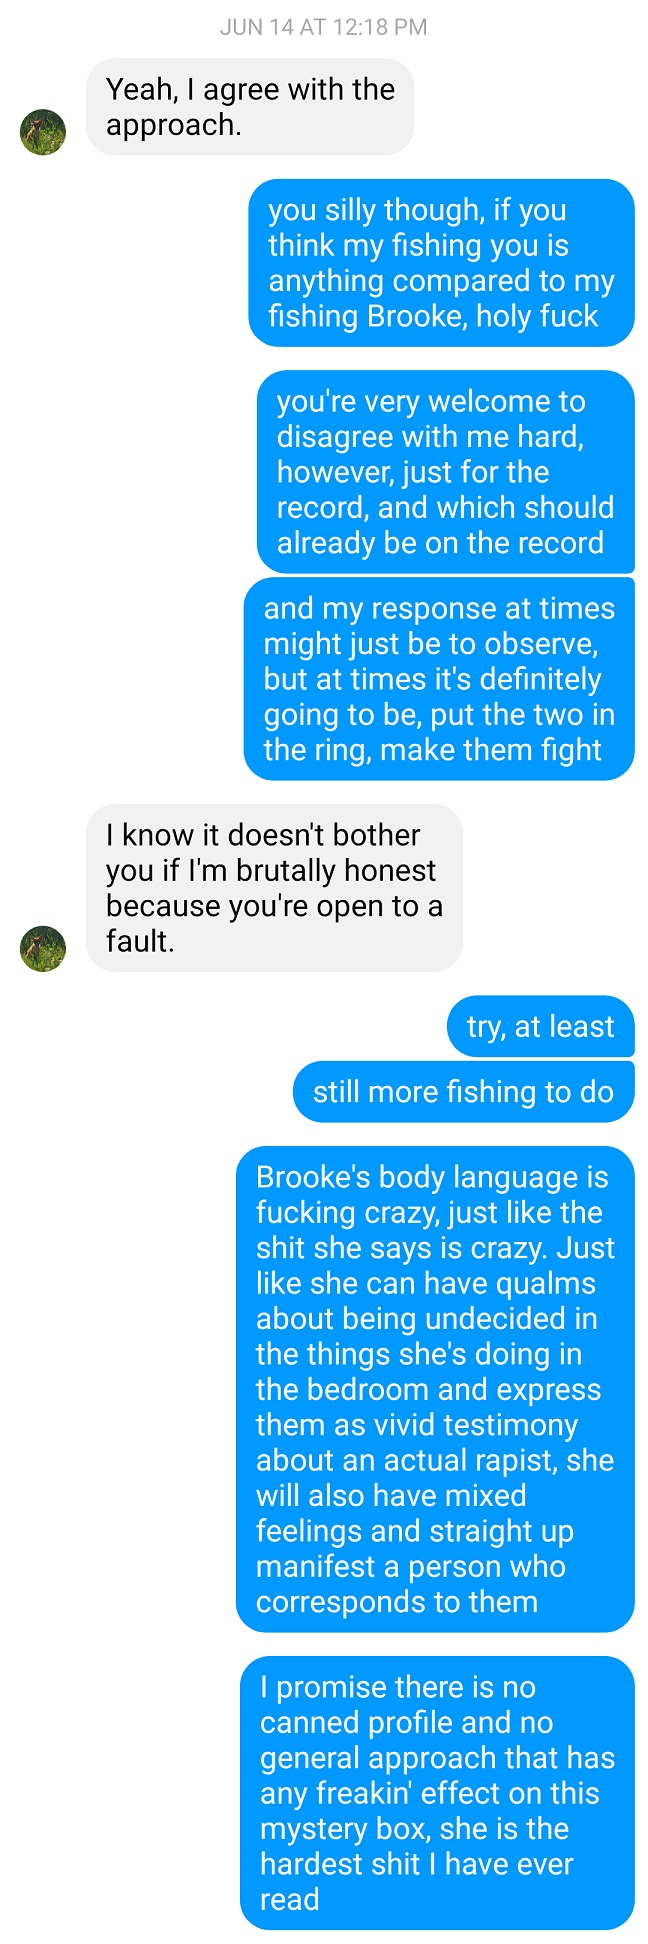 JUN 14 AT 12:18 PM
Yeah, I agree with the
approach.
you silly though, if you
think my fishing you is
anything compared to my
fishing Brooke, holy fuck
you're very welcome to
disagree with me hard,
however, just for the
record, and which should
already be on the record
and my response at times
might just be to observe,
but at times it's definitely
going to be, put the two in
the ring, make them fight
I know it doesn't bother
you if I'm brutally honest
because you're open to a
fault.
try, at least
still more fishing to do
Brooke's body language is
fucking crazy, just like the
shit she says is crazy. Just
like she can have qualms
about being undecided in
the things she's doing in
the bedroom and express
them as vivid testimony
about an actual rapist, she
will also have mixed
feelings and straight up
manifest a person who
corresponds to them
I promise there is no
canned profile and no
general approach that has
any freakin' effect on this
mystery box, she is the
hardest shit I have ever
read